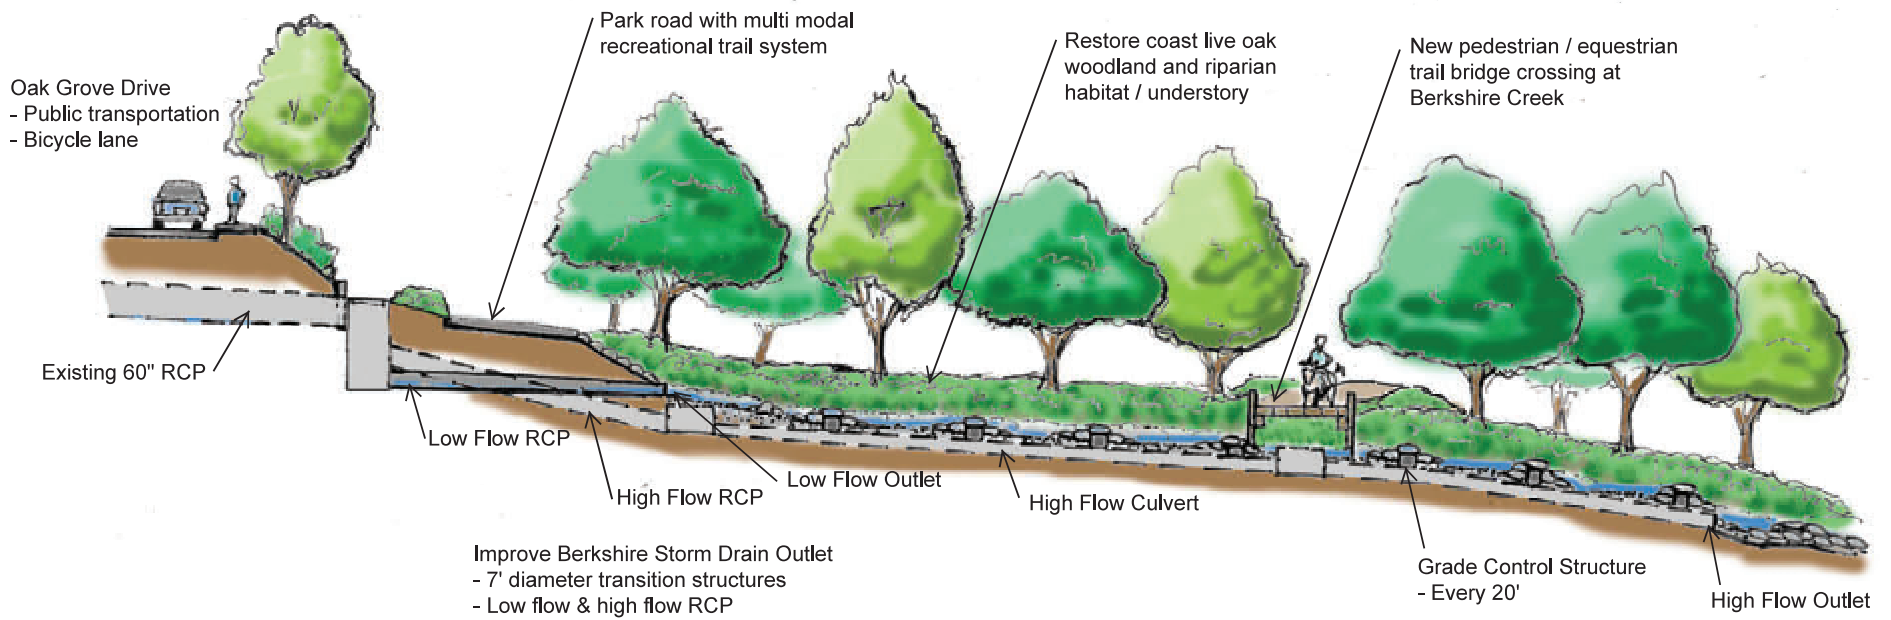 Park road with multi modal
recreational trail system
Restore coast live oak
woodland and riparian
habitat / understory
New pedestrian / equestrian
trail bridge crossing at
Berkshire Creek
Oak Grove Drive
- Public transportation
- Bicycle lane
Existing 60" RCP
Low Flow RCP
High Flow RCP
Low Flow Outlet
High Flow Culvert
Improve Berkshire Storm Drain Outlet
- 7' diameter transition structures
- Low flow & high flow RCP
Grade Control Structure
- Every 20'
High Flow Outlet